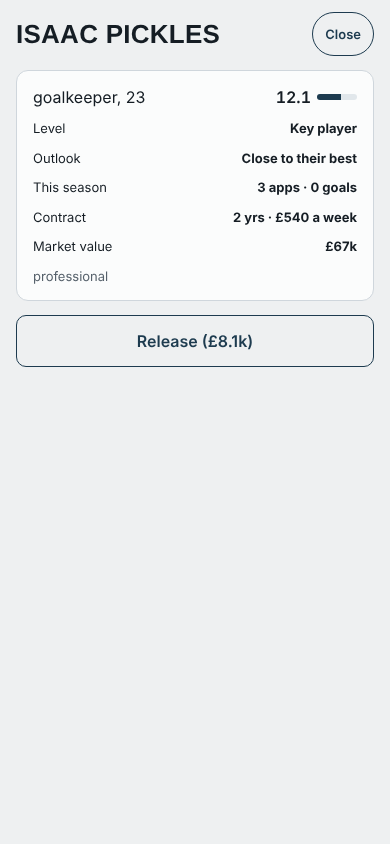 ISAAC PICKLES
Close
goalkeeper, 23
12.1
Level
Key player
Outlook
Close to their best
This season
3 apps · 0 goals
Contract
2 yrs · £540 a week
Market value
£67k
professional
Release (£8.1k)